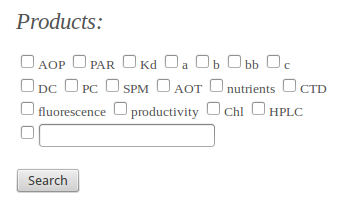 Products:
AOP PAR Kd a b bb c
DC PC SPM AOT nutrients CTD
fluorescence productivity Chl HPLC
Search